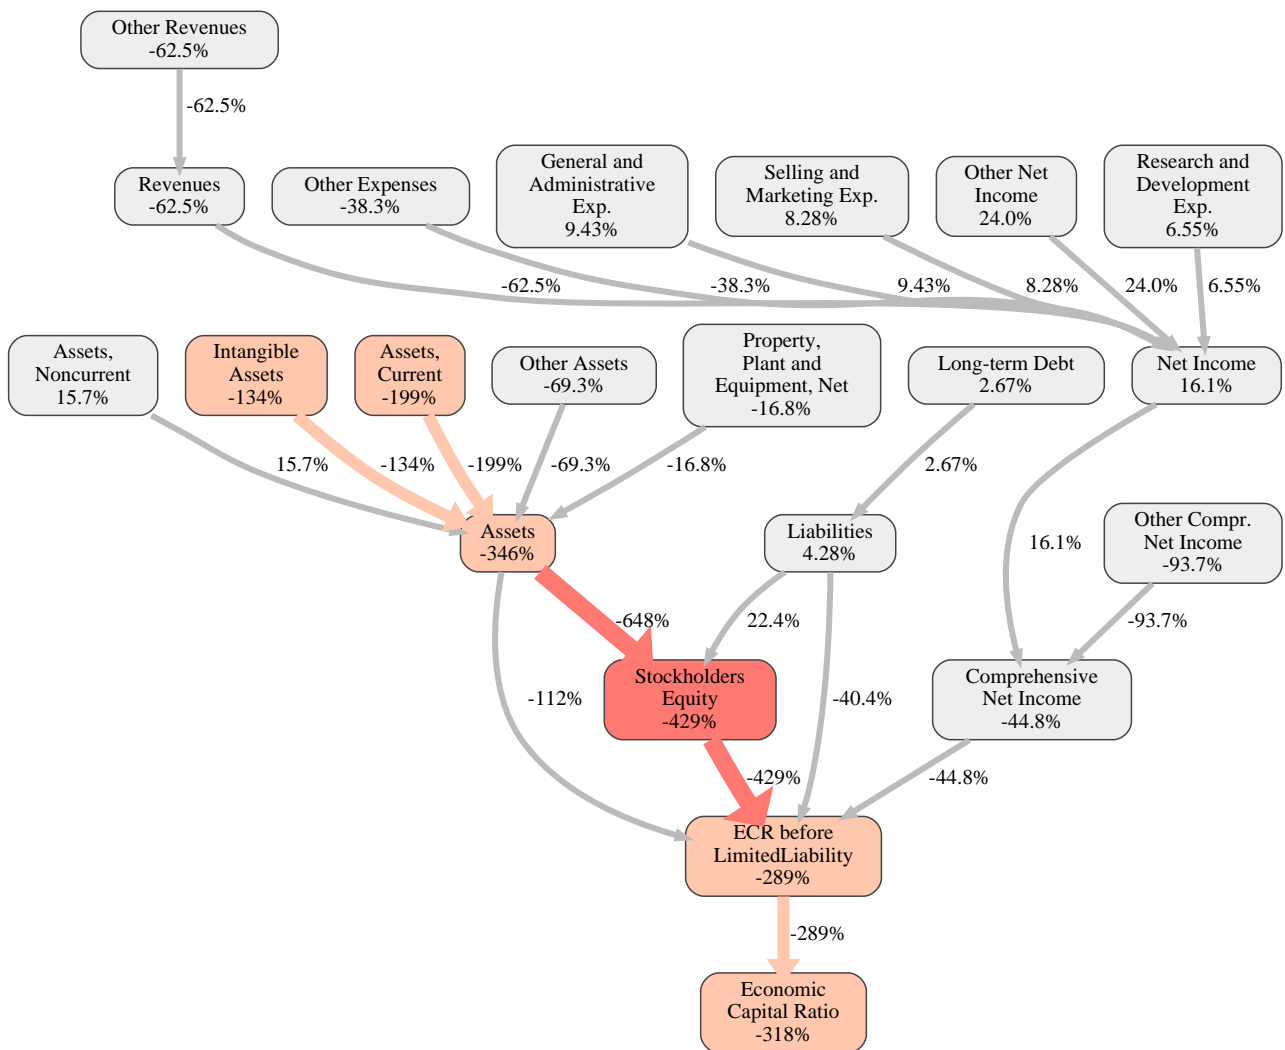 Other Revenues
-62.5%
-62.5%
Revenues
-62.5%
Other Expenses
-38.3%
General and
Administrative
Exp.
9.43%
Selling and
Marketing Exp.
8.28%
Other Net
Income
24.0%
Research and
Development
Exp.
6.55%
-62.5%
-38.3%
9.43%
8.28%
24.0%
6.55%
Assets,
Noncurrent
15.7%
Intangible
Assets
-134%
Assets,
Current
-199%
Other Assets
-69.3%
Property,
Plant and
Equipment, Net
-16.8%
Long-term Debt
2.67%
Net Income
16.1%
15.7%
-134%
-199%
-69.3%
-16.8%
2.67%
Assets
-346%
Liabilities
4.28%
16.1%
Other Compr.
Net Income
-93.7%
-648%
22.4%
-93.7%
-112%
Stockholders
Equity
-429%
-40.4%
Comprehensive
Net Income
-44.8%
-429%
-44.8%
ECR before
LimitedLiability
-289%
-289%
Economic
Capital Ratio
-318%